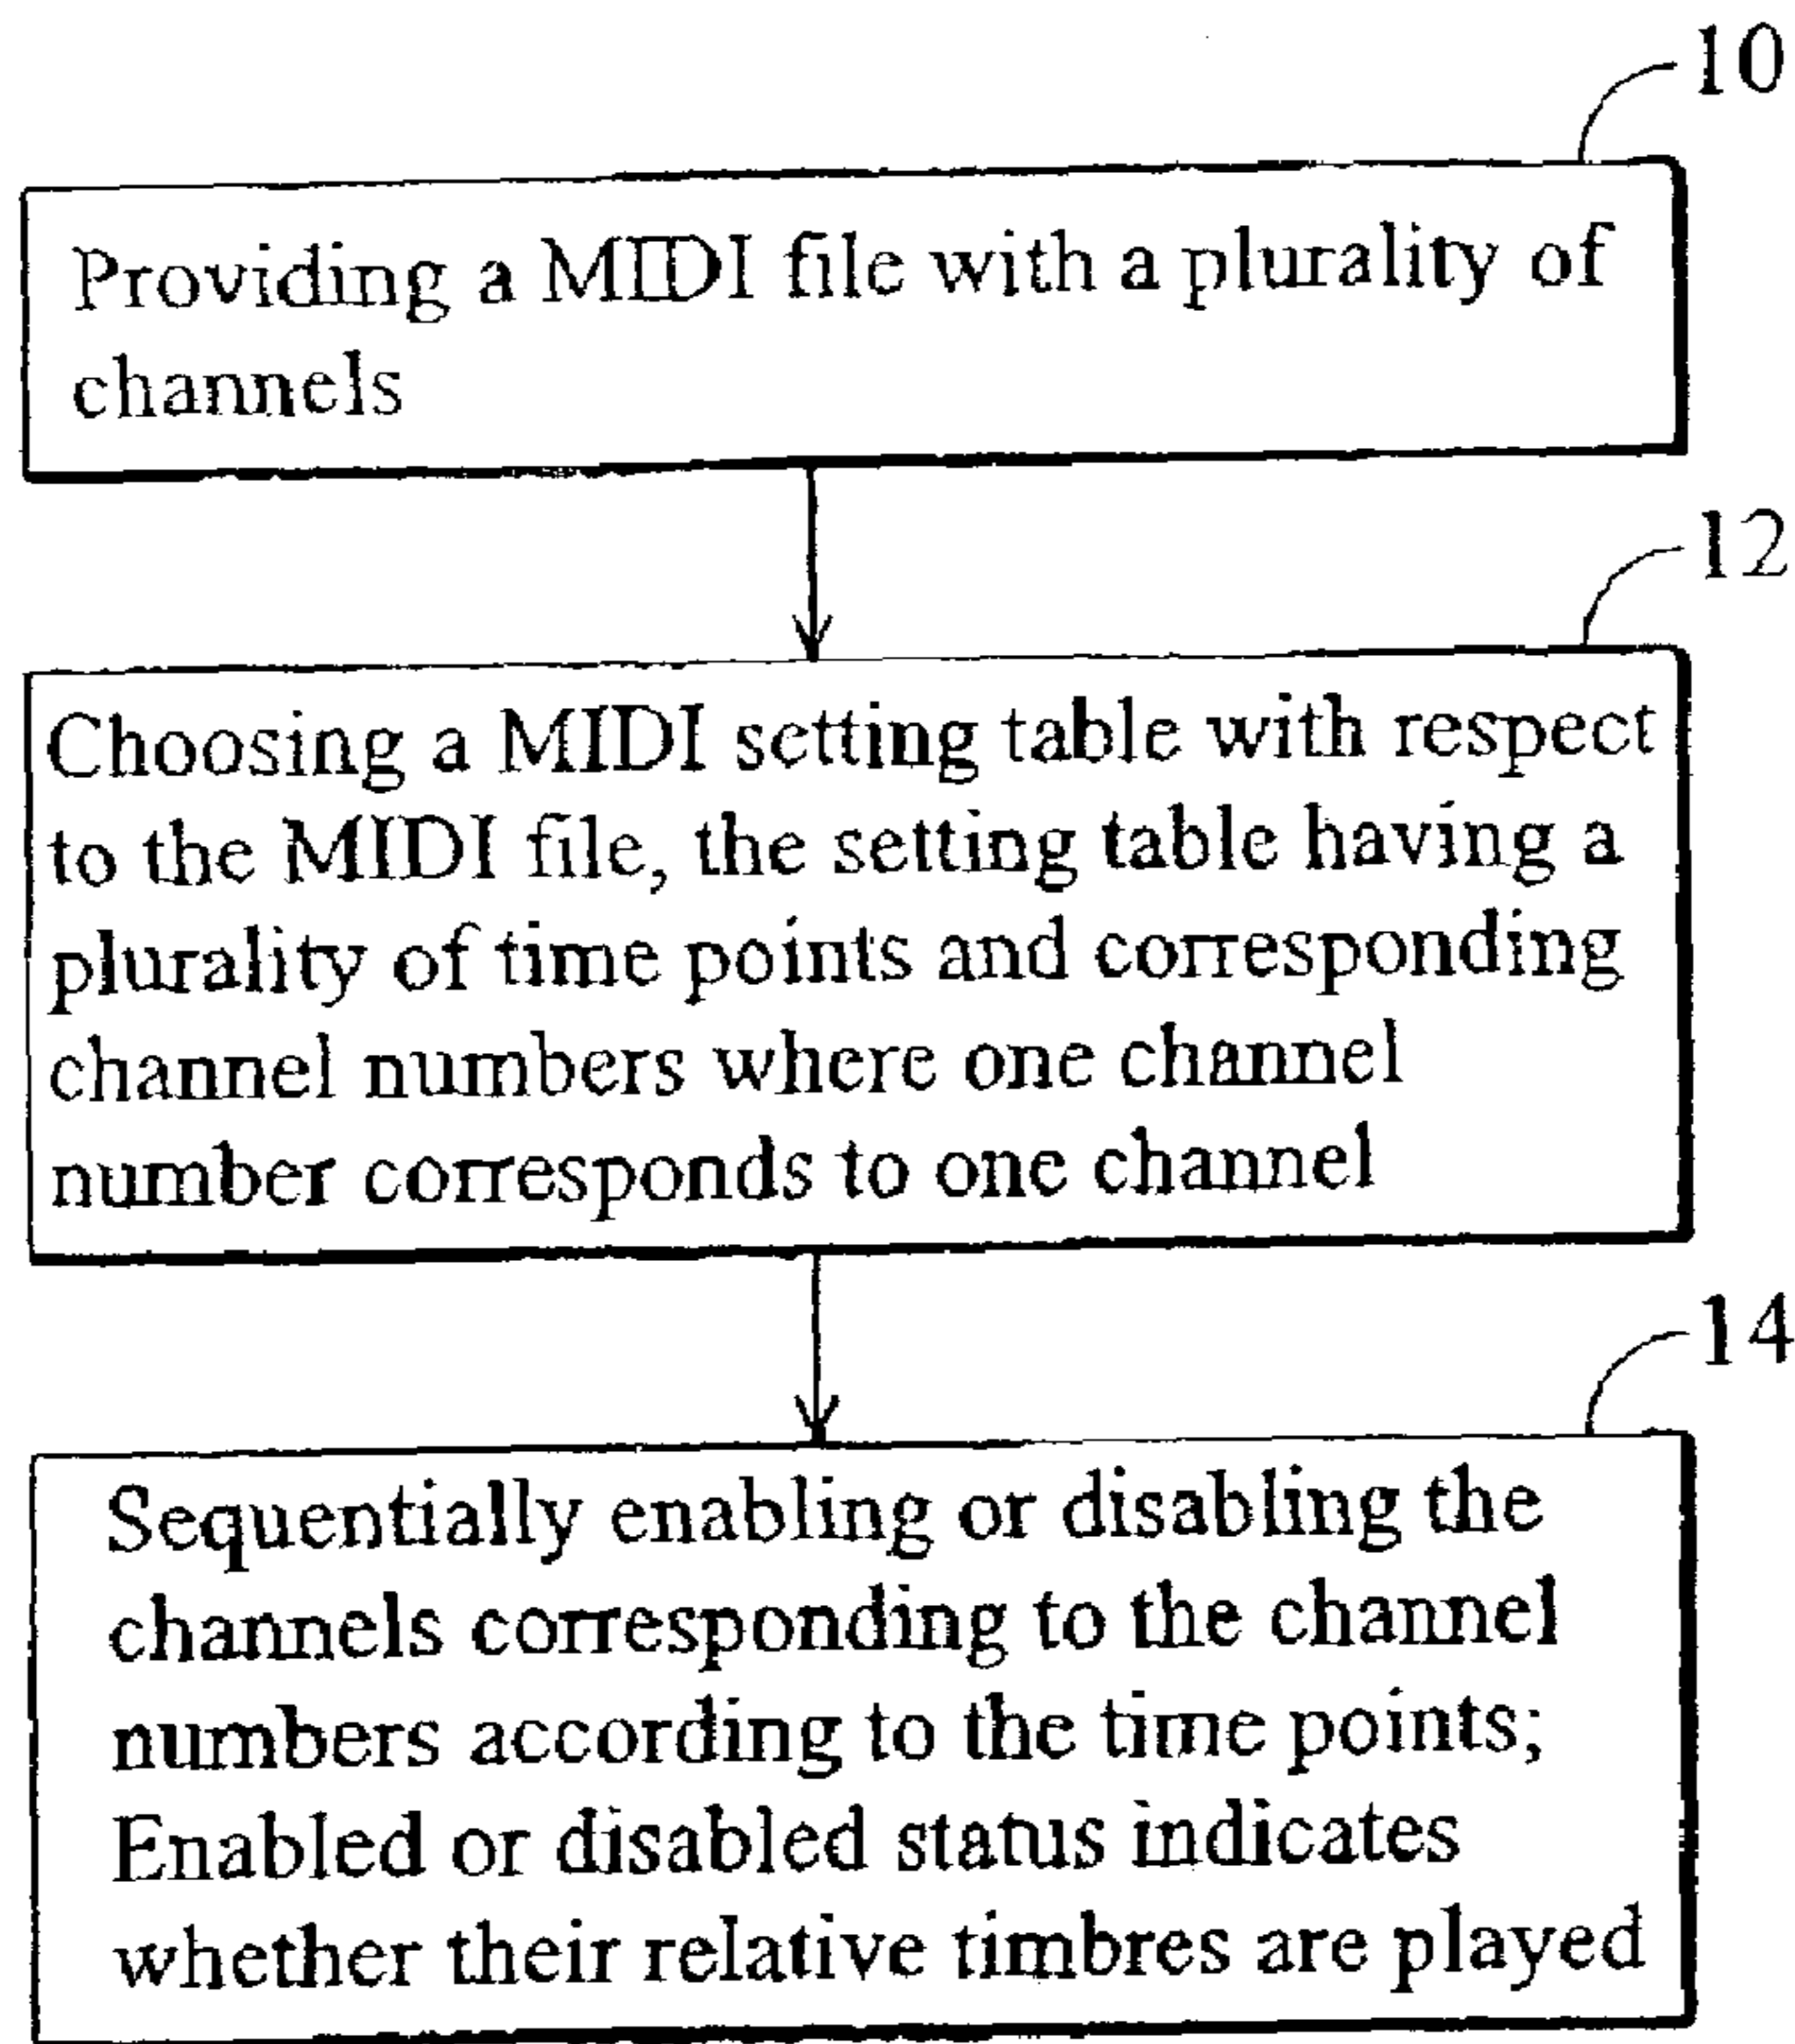 10
Providing a MIDI file with a plurality of
channels
12
Choosing a MIDI setting table with respect
to the MIDI file, the setting table having a
plurality of time points and corresponding
channel numbers where one channel
number corresponds to one channel
14
Sequentially enabling or disabling the
channels corresponding to the channel
numbers according to the time points;
Enabled or disabled status indicates
whether their relative timbres are played